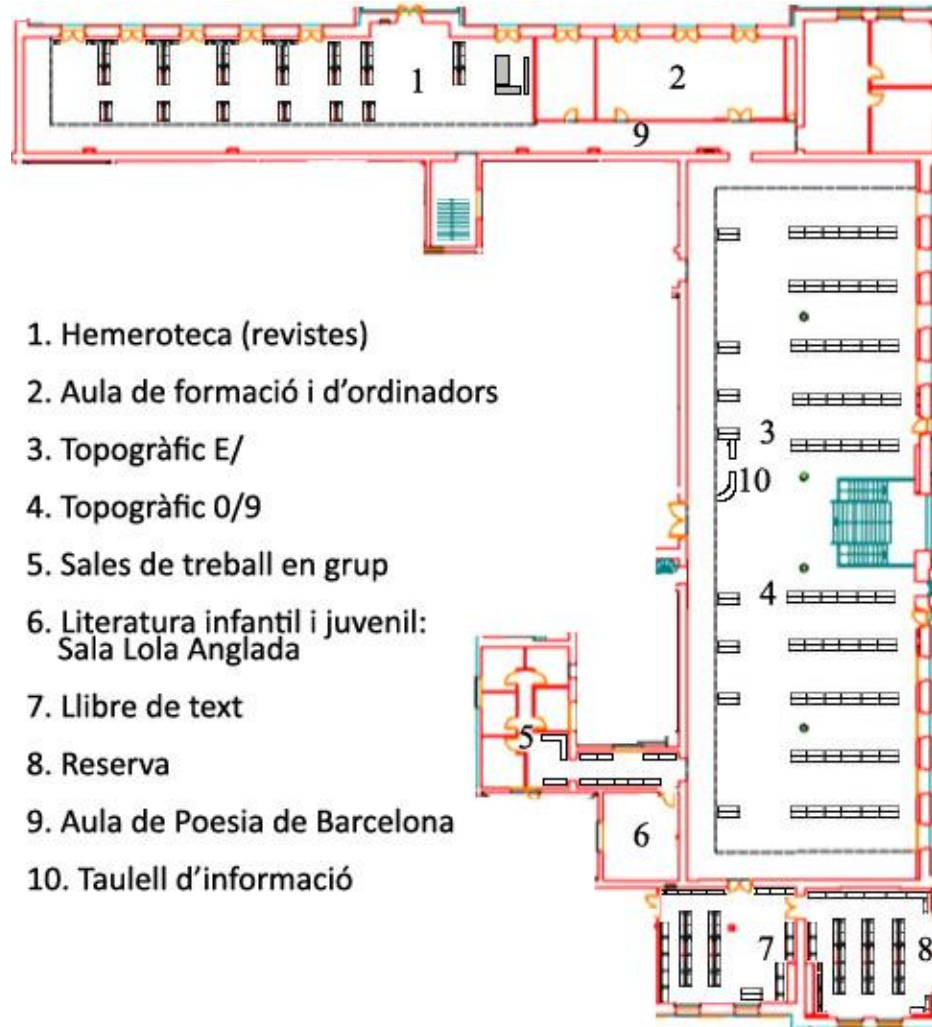 1
2
9
3
10
4
5
6
7
8
1. Hemeroteca (revistes)
2. Aula de formació i d’ordinadors
3. Topogràfic E/
4. Topogràfic 0/9
5. Sales de treball en grup
6. Literatura infantil i juvenil:
Sala Lola Anglada
7. Llibre de text
8. Reserva
9. Aula de Poesia de Barcelona
10. Taulell d’informació